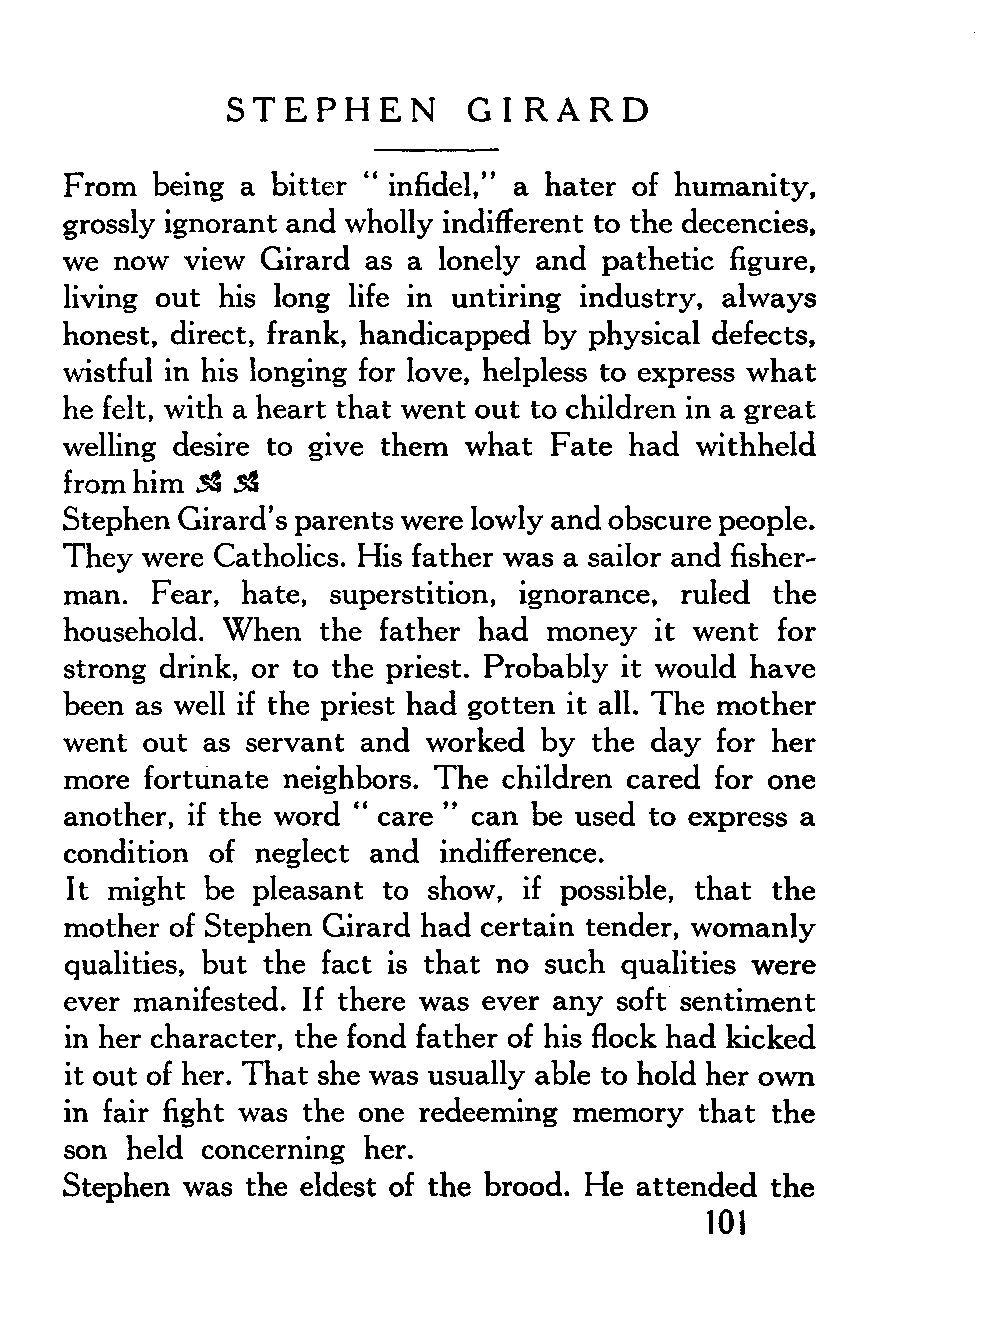 STEPHEN GIRARD
From being a bitter “ infidel,” a hater of humanity,
grossly ignorant and wholly indifferent to the decencies,
we now view Girard as a lonely and pathetic figure,
living out his long life in untiring industry, always
honest, direct, frank, handicapped by physical defects,
wistful in his longing for love, helpless to express what
he felt, with a heart that went out to children in a great
welling desire to give them what Fate had withheld
from him
Stephen Girard's parents were lowly and obscure people.
They were Catholics. His father was a sailor and fisher-
man. Fear, hate, superstition, ignorance, ruled the
household. When the father had money it went for
strong drink, or to the priest. Probably it would have
been as well if the priest had gotten it all. The mother
went out as servant and worked by the day for her
more fortunate neighbors. The children cared for one
another, if the word “ care ” can be used to express a
condition of neglect and indifference.
It might be pleasant to show, if possible, that the
mother of Stephen Girard had certain tender, womanly
qualities, but the fact is that no such qualities were
ever manifested. If there was ever any soft sentiment
in her character, the fond father of his flock had kicked
it out of her. That she was usually able to hold her own
in fair fight was the one redeeming memory that the
son held concerning her.
Stephen was the eldest of the brood. He attended the
101